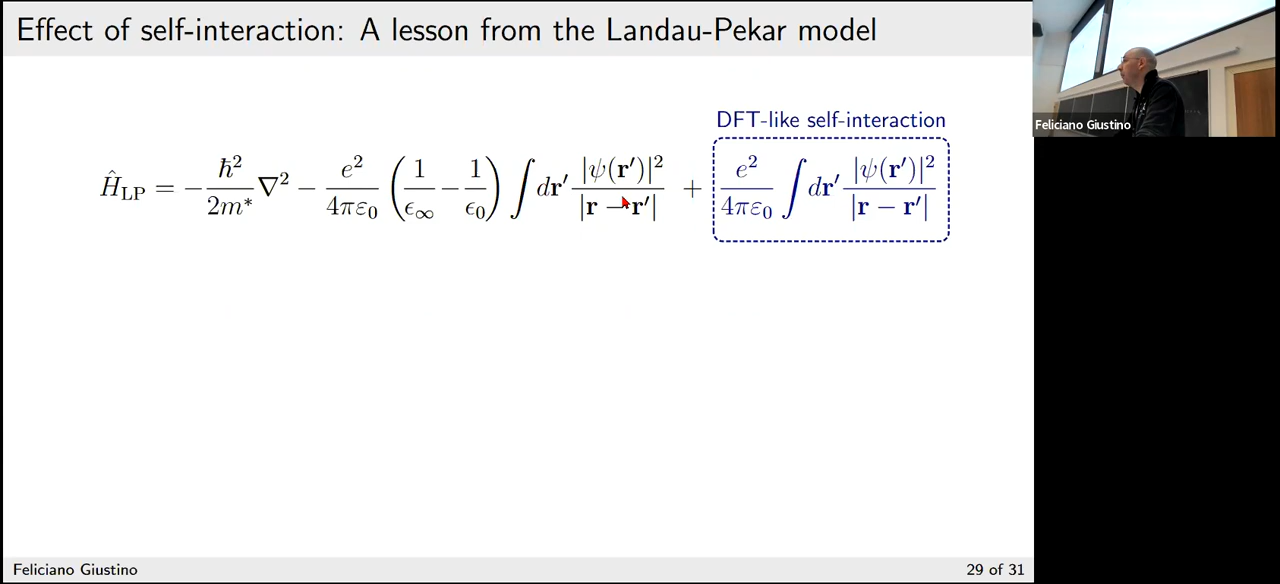 Effect of self-interaction: A lesson from the Landau-Pekar model
Feliciano Giustino
DFT-like self-interaction
Ĥ_LP = −ℏ²/2m* ∇² − e²/4πε₀ (1/ϵ∞ − 1/ϵ₀) ∫ dr′ |ψ(r′)|²/|r − r′| + e²/4πε₀ ∫ dr′ |ψ(r′)|²/|r − r′|
Feliciano Giustino 29 of 31